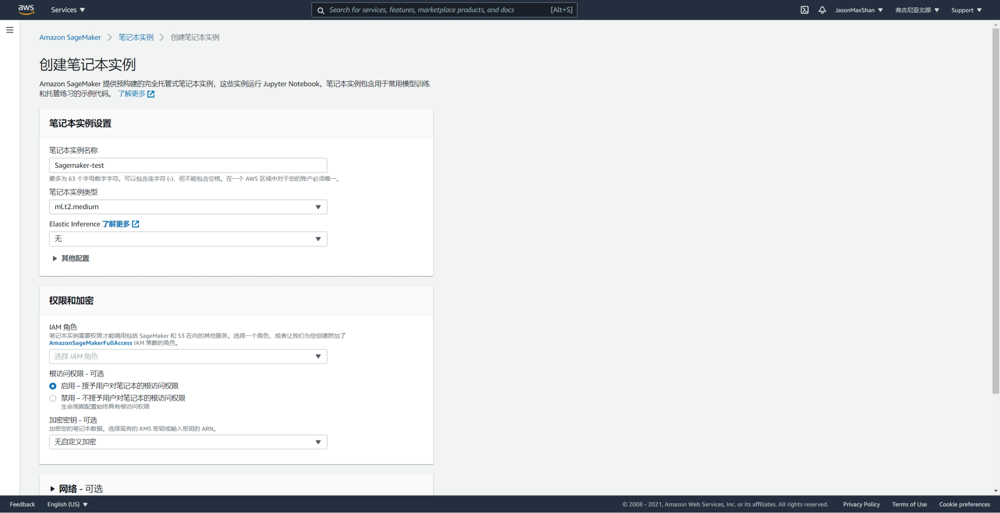 aws Services Search for services, features, marketplace products, and docs [Alt+S] JasonMaxShan 弗吉尼亚北部 Support
Amazon SageMaker 笔记本实例 创建笔记本实例
创建笔记本实例
Amazon SageMaker 提供预构建的完全托管式笔记本实例，这些实例运行 Jupyter Notebook。笔记本实例包含用于常用模型训练
和托管练习的示例代码。 了解更多
笔记本实例设置
笔记本实例名称
Sagemaker-test
最多为 63 个字母数字字符。可以包含连字符 (-)，但不能包含空格。在一个 AWS 区域中对于您的账户必须唯一。
笔记本实例类型
ml.t2.medium
Elastic Inference 了解更多
无
其他配置
权限和加密
IAM 角色
笔记本实例需要权限才能调用包括 SageMaker 和 S3 在内的其他服务。选择一个角色，或者让我们为您创建附加了
AmazonSageMakerFullAccess IAM 策略的角色。
选择 IAM 角色
根访问权限 - 可选
启用 – 授予用户对笔记本的根访问权限
禁用 – 不授予用户对笔记本的根访问权限
生命周期配置始终具有根访问权限
加密密钥 - 可选
加密您的笔记本数据。选择现有的 KMS 密钥或输入密钥的 ARN。
无自定义加密
网络 - 可选
Feedback English (US) © 2008 - 2021, Amazon Web Services, Inc. or its affiliates. All rights reserved. Privacy Policy Terms of Use Cookie preferences